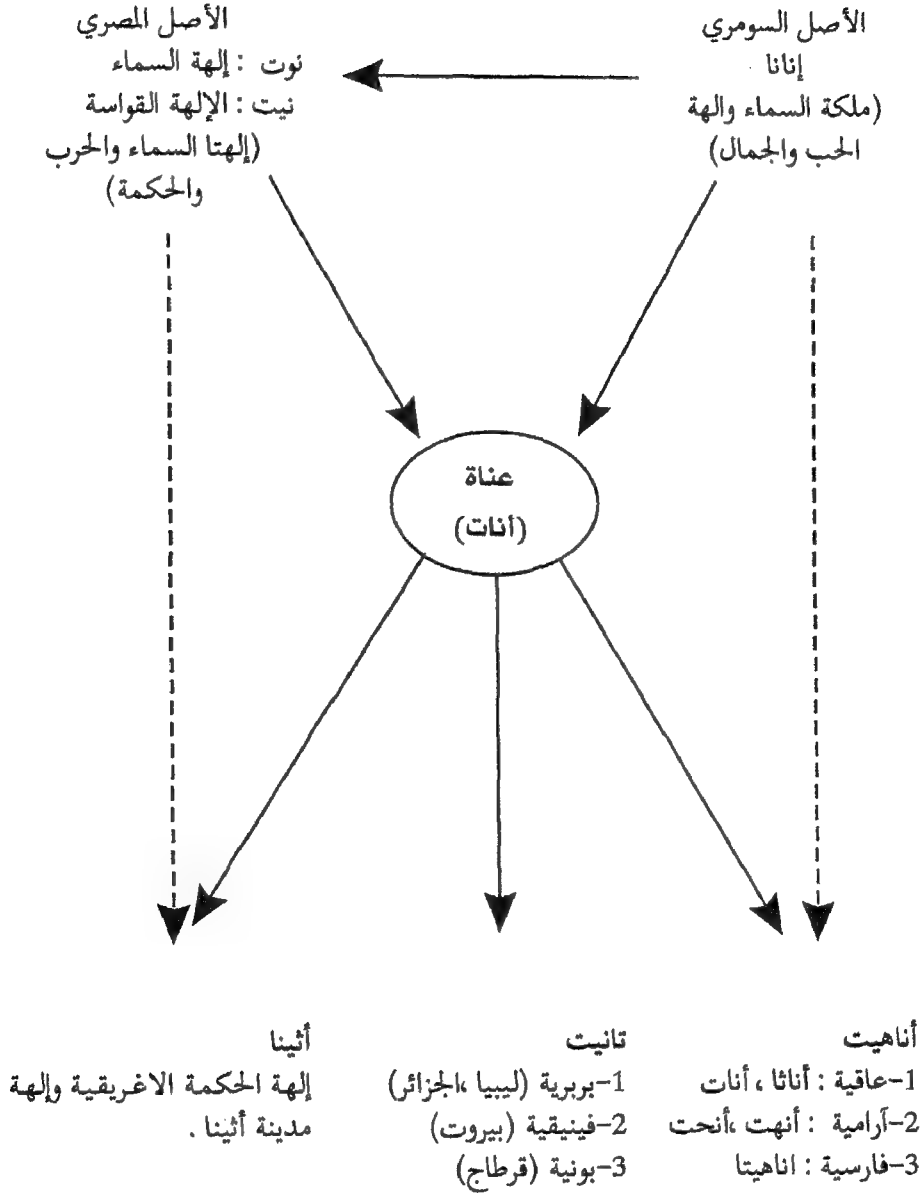 الأصل السومري
إنانا
(ملكة السماء والهة
الحب والجمال)
الأصل المصري
نوت : إلهة السماء
نيت : الإلهة القواسة
(إلهتا السماء والحرب
والحكمة)
عناة
(أنات)
أناهيت
1-عاقية : أناثا ، أنات
2-آرامية : أنهت ،أنحت
3-فارسية : اناهيتا
تانيت
1-بربرية (ليبيا ،الجزائر)
2-فينيقية (بيروت)
3-بونية (قرطاج)
أثينا
إلهة الحكمة الاغريقية وإلهة
مدينة أثينا .